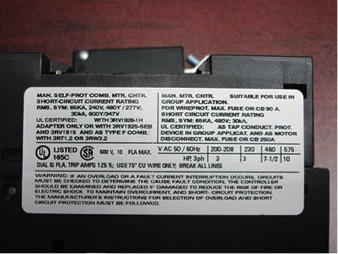 MAN. SELF-PROT COMB. MTR. CNTR.
SHORT-CIRCUIT CURRENT RATING
RMS, SYM: 65KA, 240V, 480Y / 277V;
30kA, 600Y/347V
UL CERTIFIED: WITH 3RV1928-1H
ADAPTER ONLY OR WITH 3RV1925-5EB
AND 3RV1915 AND AS TYPE F COMB.
WITH 3RT1.2 OR 3RW3.2
MAN. MTR. CNTR.
SUITABLE FOR USE IN
GROUP APPLICATION.
FOR WIREPROT. MAX. FUSE OR CB 90 A.
SHORT-CIRCUIT CURRENT RATING
RMS, SYM: 65KA, 480V, 30kA,
UL CERTIFIED: AS TAP CONDUCT. PROT.
DEVICE IN GROUP APPLICAT. AND AS MOTOR
DISCONNECT. MAX. FUSE OR CB
UL LISTED
165C
600 V, 10 FLA MAX.
V AC 50 / 60Hz 200-208 230 460 575
HP, 3ph 3 3 7-1/2 10
DIAL IS FLA. TRIP AMPS 125 %; USE 75° CU WIRE ONLY; BREAK ALL LINES
WARNING: IF AN OVERLOAD OR A FAULT CURRENT INTERRUPTION OCCURS, CIRCUITS
MUST BE CHECKED TO DETERMINE THE CAUSE OF THE FAULT. THE CONTROLLER
SHOULD BE EXAMINED AND REPLACED IF DAMAGED TO REDUCE THE RISK OF FIRE OR
ELECTRIC SHOCK. TO MAINTAIN OVERCURRENT, AND SHORT- CIRCUIT PROTECTION.
THE MANUFACTURER'S INSTRUCTIONS FOR SELECTION OF OVERLOAD AND SHORT CIRCUIT
PROTECTION MUST BE FOLLOWED